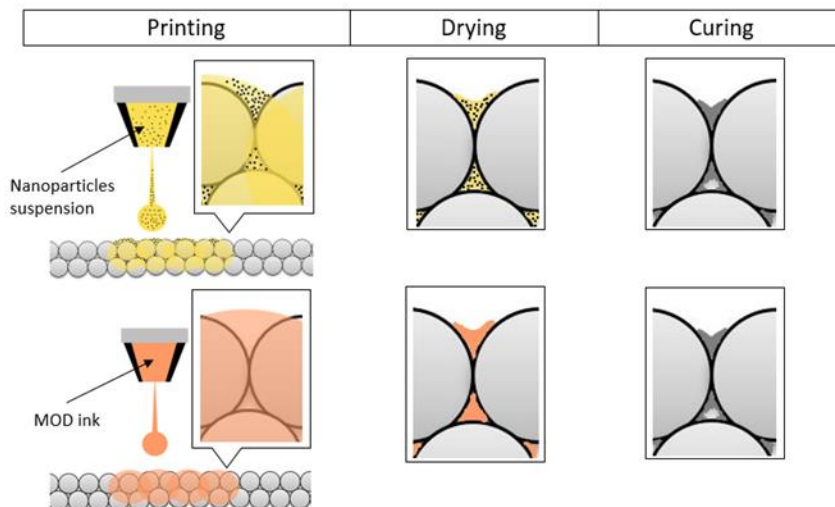 Printing
Drying
Curing
Nanoparticles
suspension
MOD ink